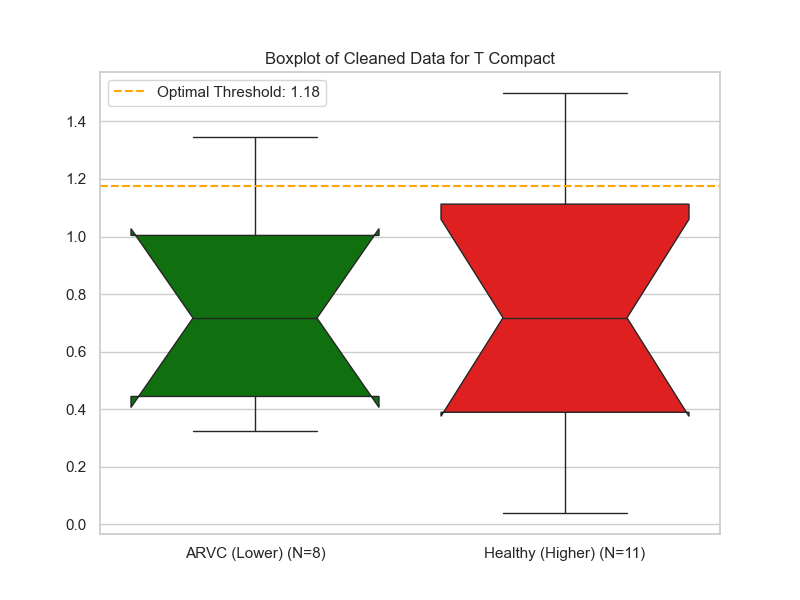 Boxplot of Cleaned Data for T Compact
Optimal Threshold: 1.18
1.4
1.2
1.0
0.8
0.6
0.4
0.2
0.0
ARVC (Lower) (N=8)
Healthy (Higher) (N=11)